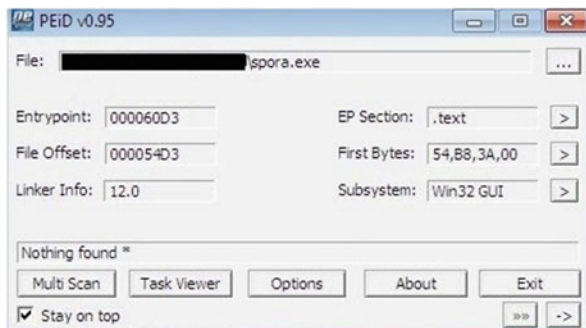 PEiD v0.95
File: \spora.exe ...
Entrypoint: 000060D3 EP Section: .text >
File Offset: 000054D3 First Bytes: 54,B8,3A,00 >
Linker Info: 12.0 Subsystem: Win32 GUI >
Nothing found *
Multi Scan Task Viewer Options About Exit
Stay on top »» ->